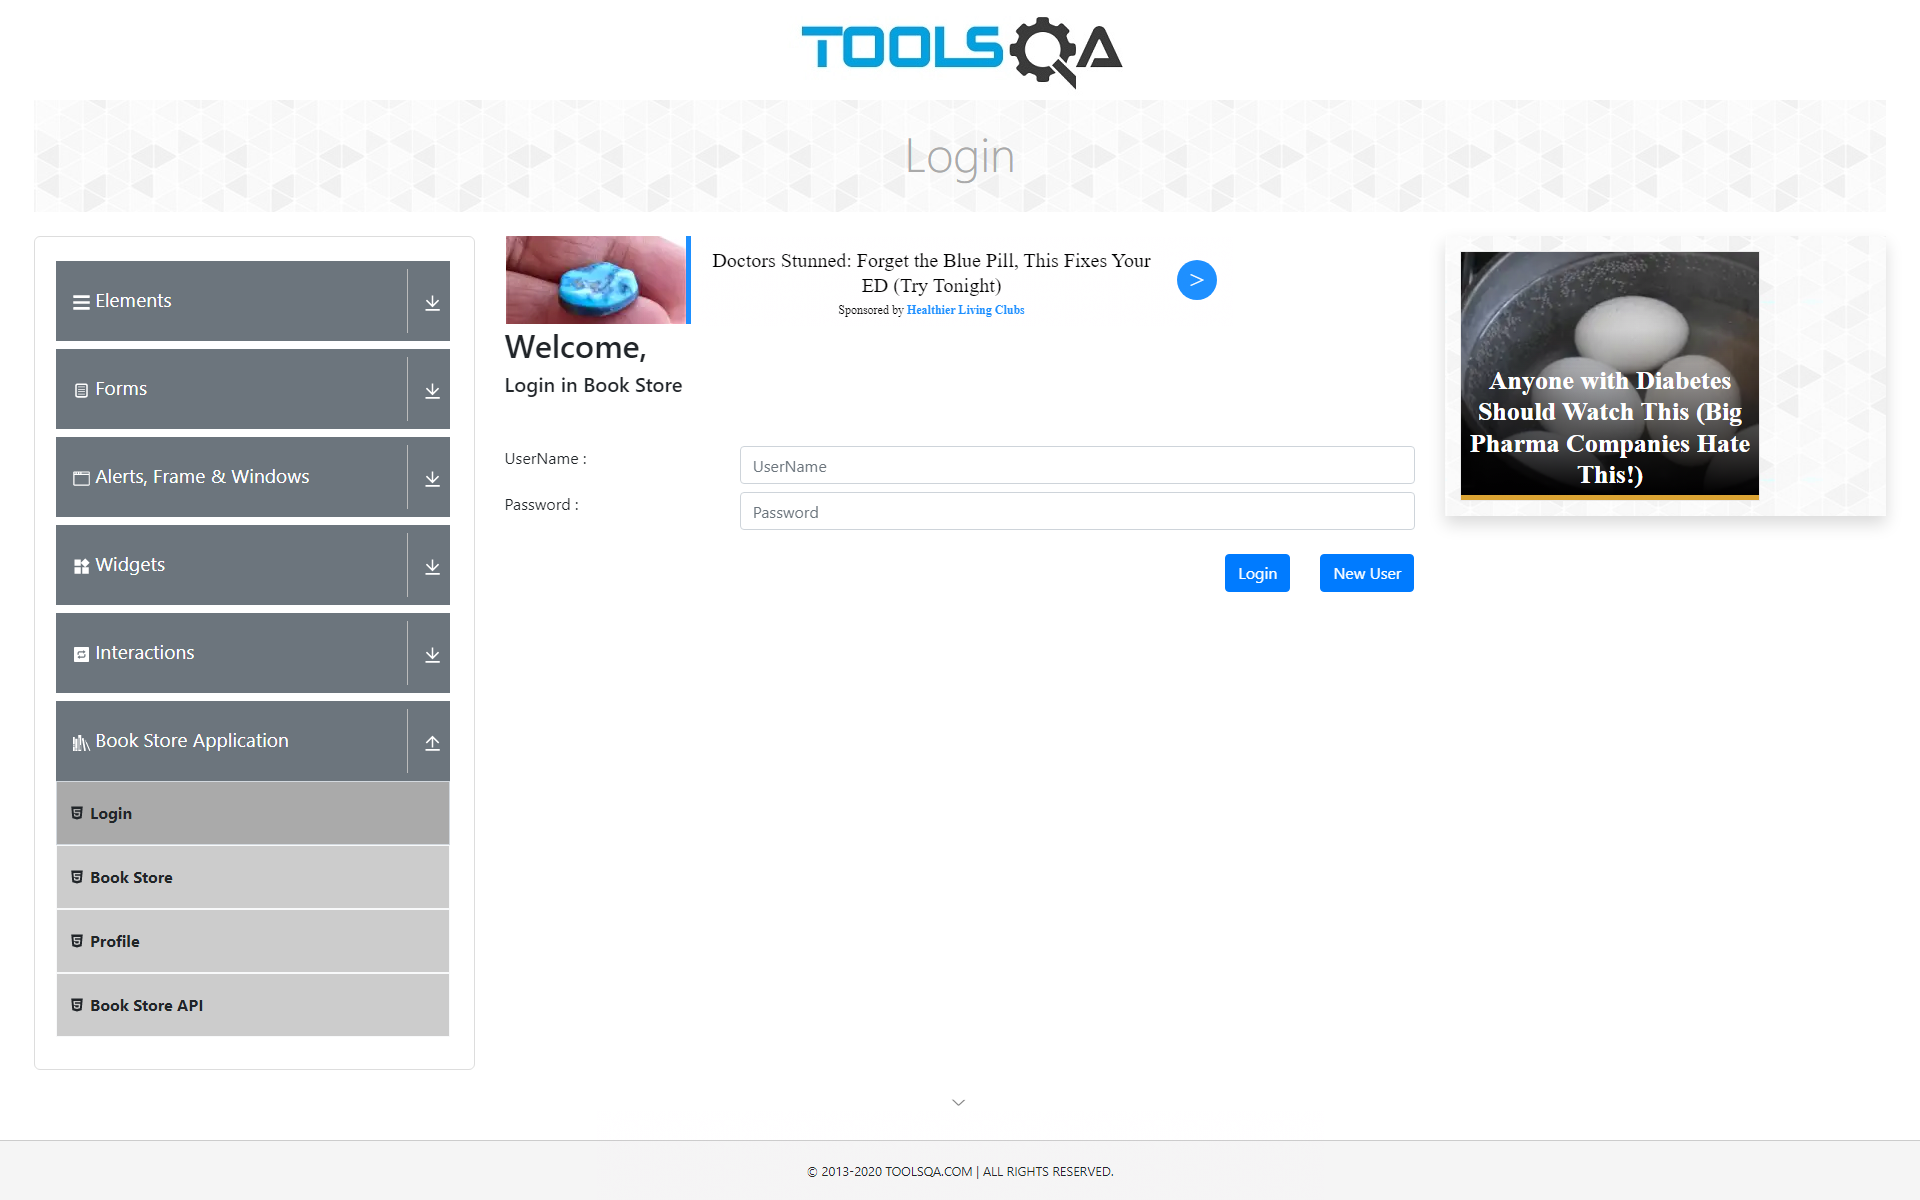 TOOLSQA
Login
Elements
Forms
Alerts, Frame & Windows
Widgets
Interactions
Book Store Application
Login
Book Store
Profile
Book Store API
Doctors Stunned: Forget the Blue Pill, This Fixes Your
ED (Try Tonight)
Sponsored by Healthier Living Clubs
>
Welcome,
Login in Book Store
UserName :
UserName
Password :
Password
Login
New User
Anyone with Diabetes
Should Watch This (Big
Pharma Companies Hate
This!)
© 2013-2020 TOOLSQA.COM | ALL RIGHTS RESERVED.